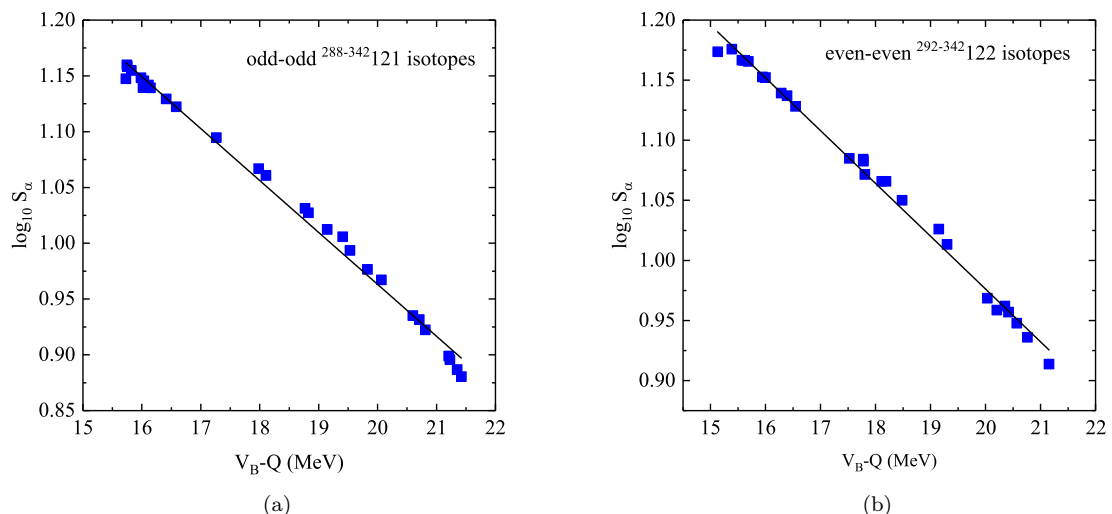 1.20
1.15
1.10
1.05
1.00
0.95
0.90
0.85
log₁₀ Sα
odd-odd ²⁸⁸⁻³⁴²121 isotopes
15 16 17 18 19 20 21 22
V_B-Q (MeV)
(a)
1.20
1.15
1.10
1.05
1.00
0.95
0.90
log₁₀ Sα
even-even ²⁹²⁻³⁴²122 isotopes
15 16 17 18 19 20 21 22
V_B-Q (MeV)
(b)